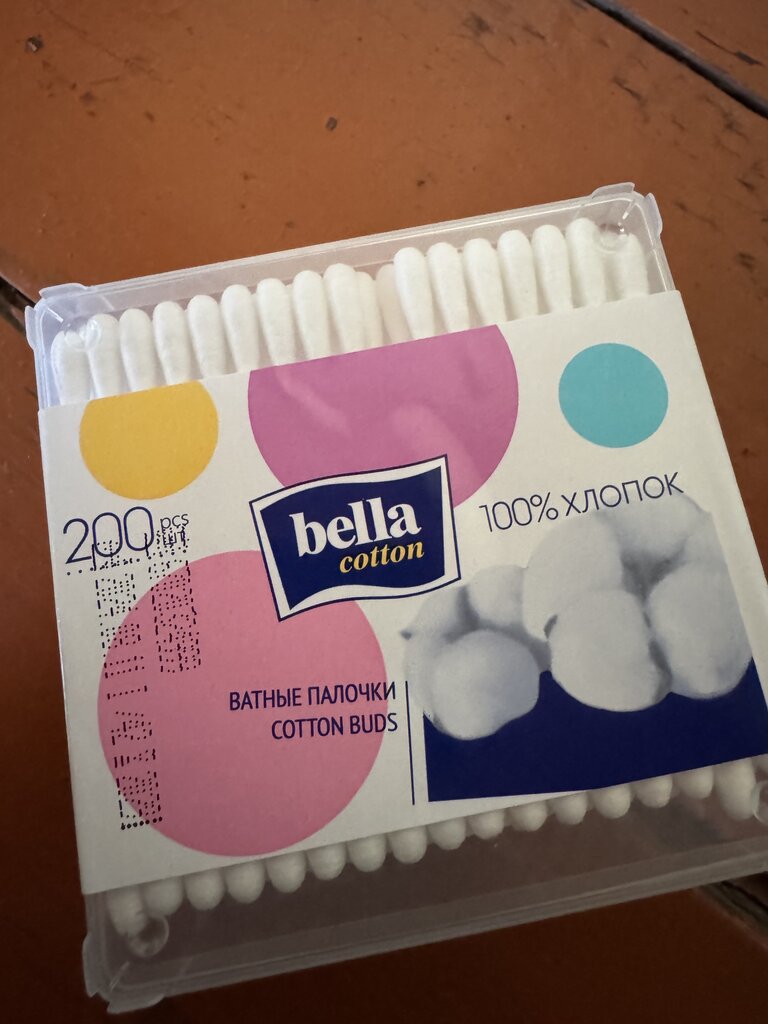 200 pcs
шт.
bella
cotton
100% ХЛОПОК
ВАТНЫЕ ПАЛОЧКИ
COTTON BUDS